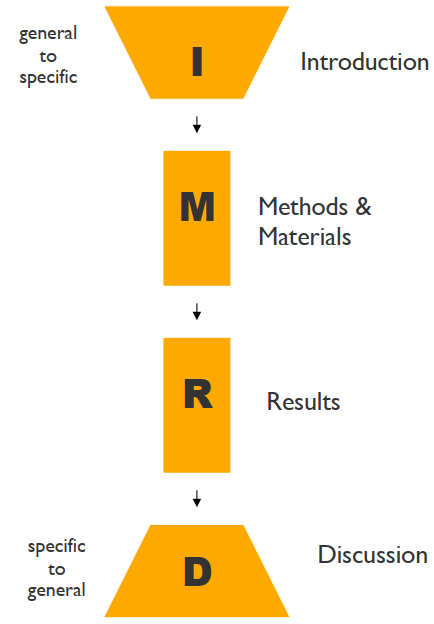 general
to
specific
I
Introduction
M
Methods &
Materials
R
Results
specific
to
general
D
Discussion